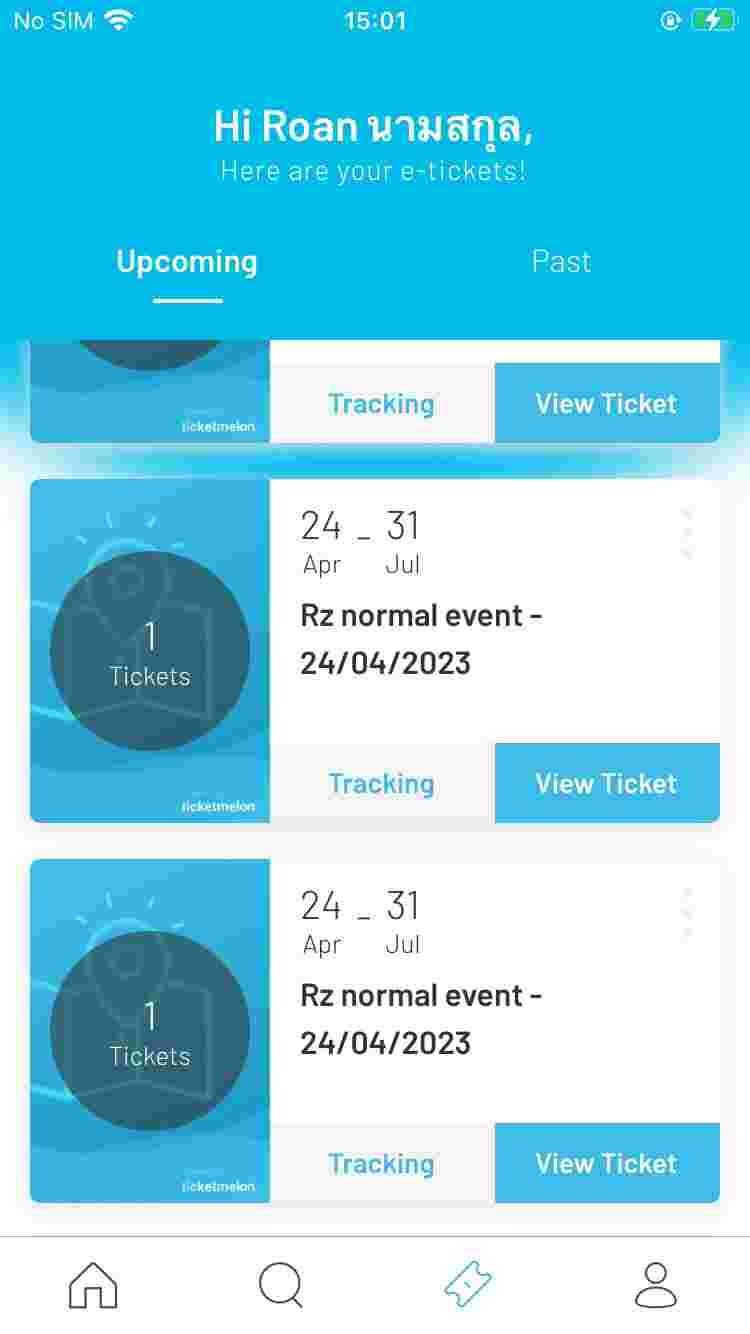 No SIM 15:01
Hi Roan นามสกุล,
Here are your e-tickets!
Upcoming Past
ticketmelon
Tracking View Ticket
24 - 31
Apr Jul
Rz normal event -
24/04/2023
1
Tickets
ticketmelon
Tracking View Ticket
24 - 31
Apr Jul
Rz normal event -
24/04/2023
1
Tickets
ticketmelon
Tracking View Ticket